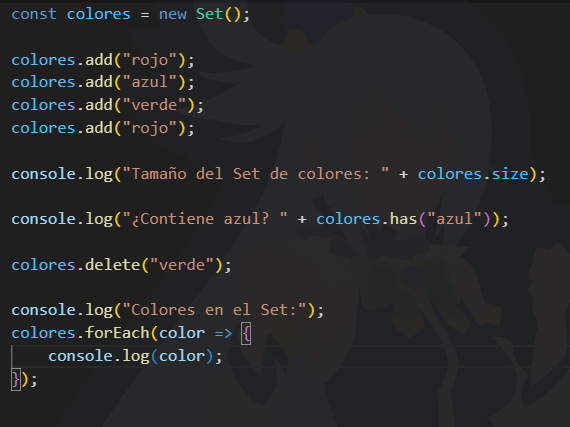 const colores = new Set();
colores.add("rojo");
colores.add("azul");
colores.add("verde");
colores.add("rojo");
console.log("Tamaño del Set de colores: " + colores.size);
console.log("¿Contiene azul? " + colores.has("azul"));
colores.delete("verde");
console.log("Colores en el Set:");
colores.forEach(color => {
    console.log(color);
});